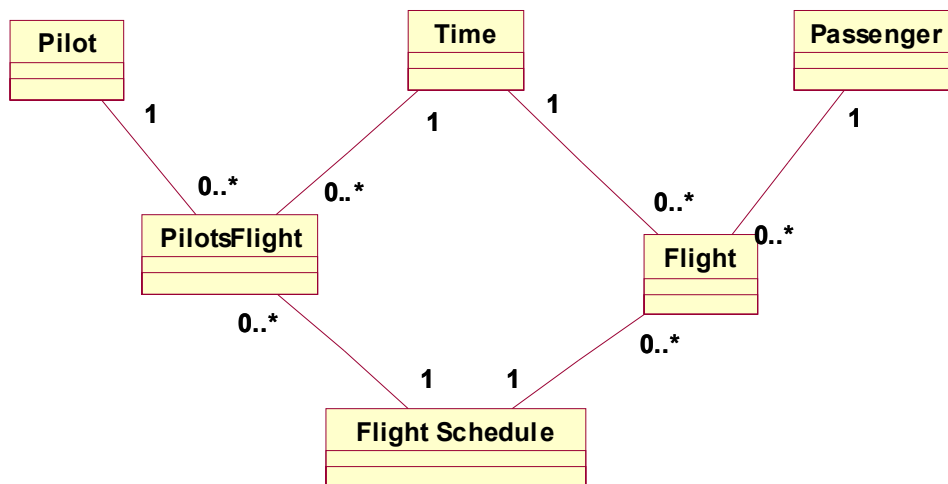 Pilot
Time
Passenger
1
1
1
1
0..*
0..*
0..*
0..*
PilotsFlight
Flight
0..*
0..*
1
1
Flight Schedule